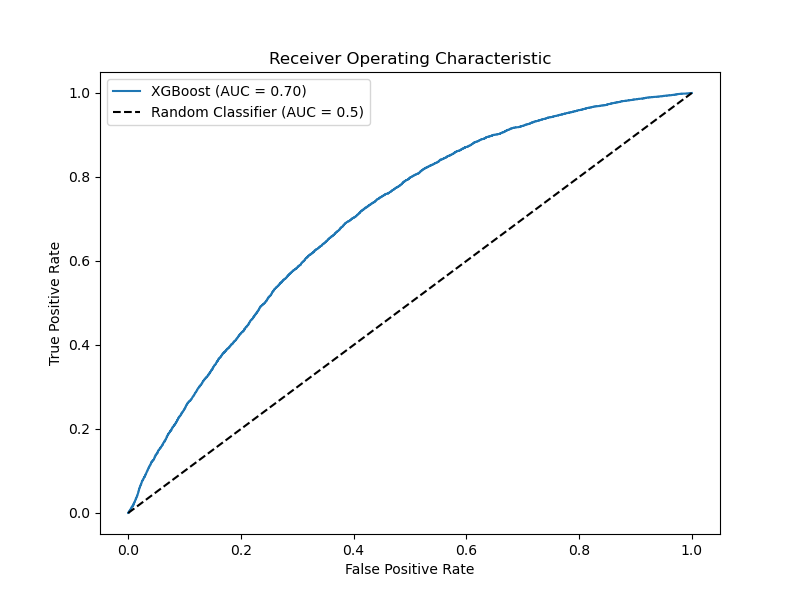 Receiver Operating Characteristic
XGBoost (AUC = 0.70)
Random Classifier (AUC = 0.5)
True Positive Rate
1.0
0.8
0.6
0.4
0.2
0.0
0.0 0.2 0.4 0.6 0.8 1.0
False Positive Rate